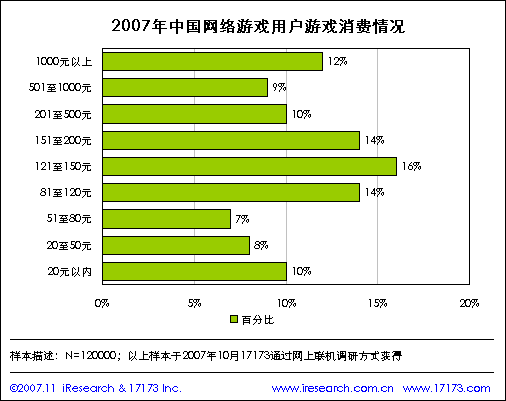 2007年中国网络游戏用户游戏消费情况
1000元以上 12%
501至1000元 9%
201至500元 10%
151至200元 14%
121至150元 16%
81至120元 14%
51至80元 7%
20至50元 8%
20元以内 10%
0% 5% 10% 15% 20%
百分比
样本描述：N=120000；以上样本于2007年10月17173通过网上联机调研方式获得
©2007.11 iResearch & 17173 Inc. www.iresearch.com.cn www.17173.com